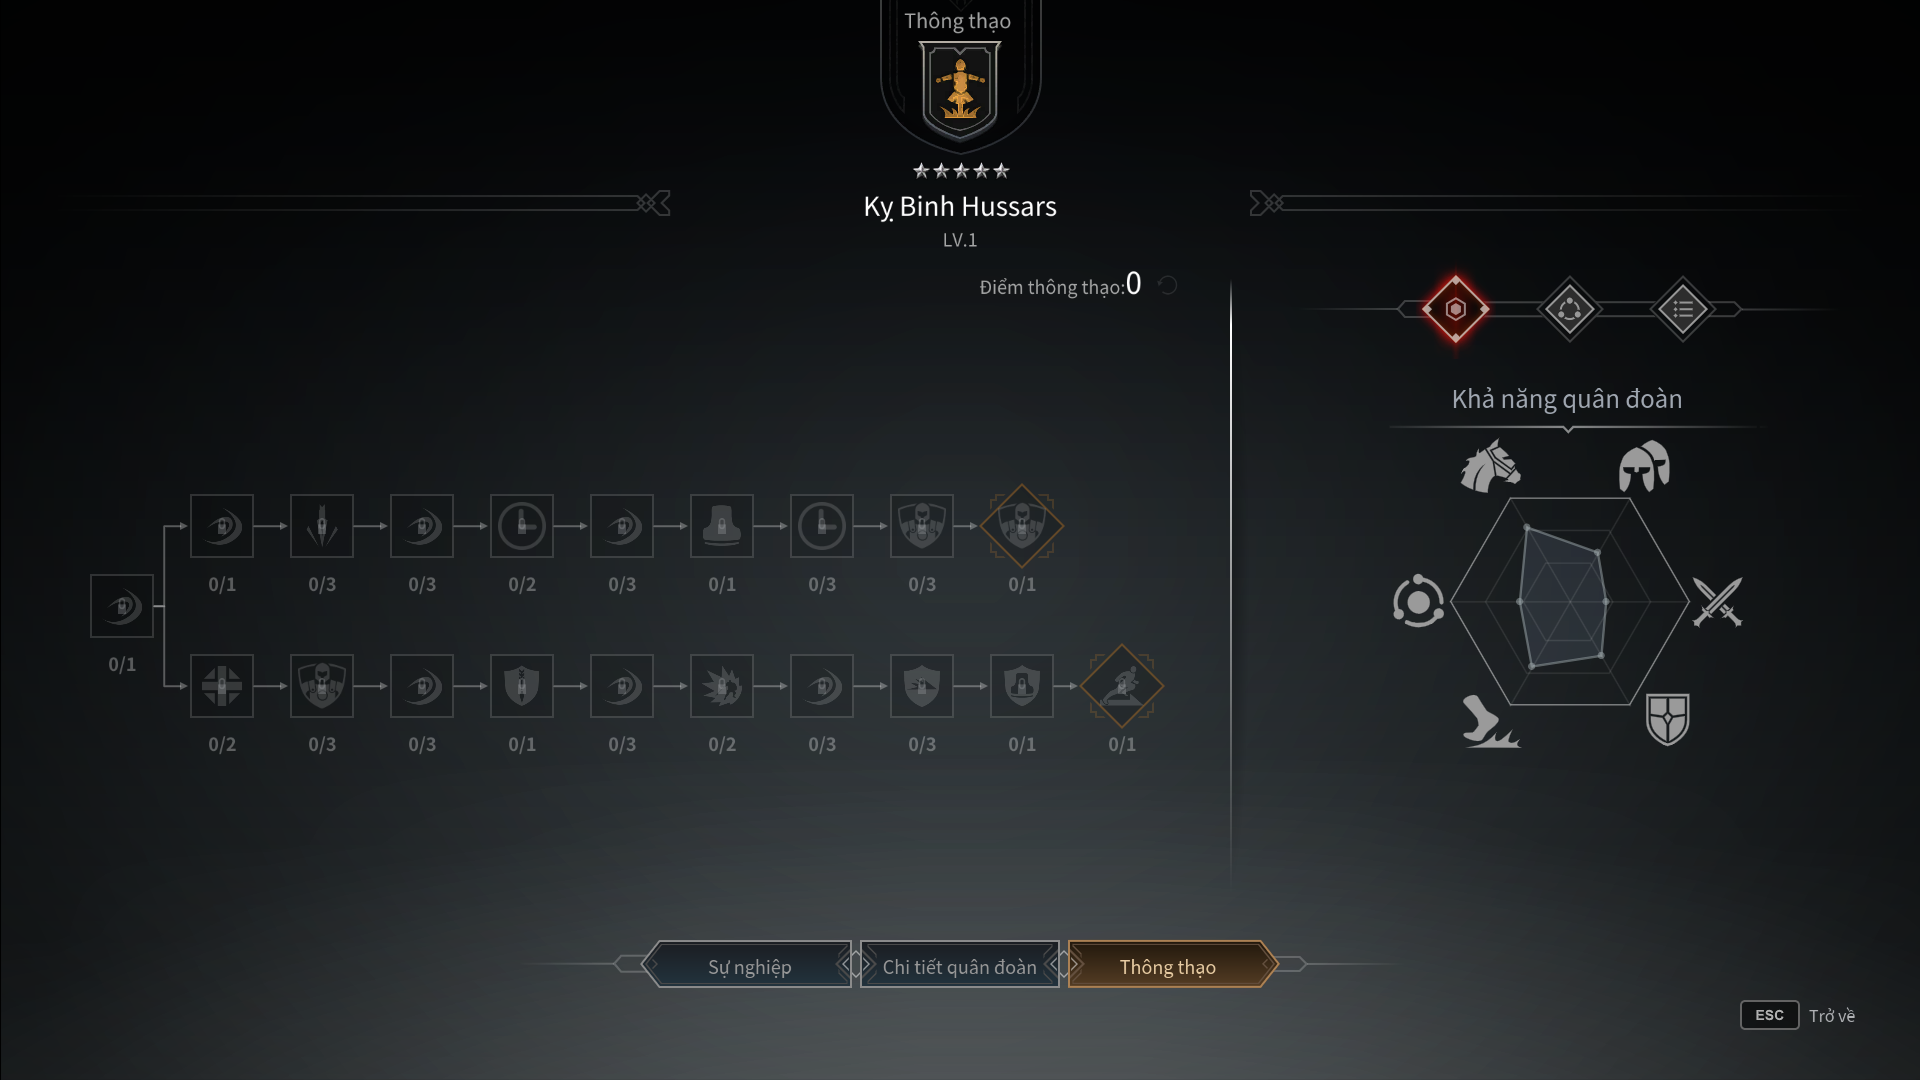 Thông thạo
Kỵ Binh Hussars
LV.1
Điểm thông thạo:0
Khả năng quân đoàn
0/1 0/3 0/3 0/2 0/3 0/1 0/3 0/3 0/1
0/1
0/2 0/3 0/3 0/1 0/3 0/2 0/3 0/3 0/1 0/1
Sự nghiệp
Chi tiết quân đoàn
Thông thạo
ESC Trở về